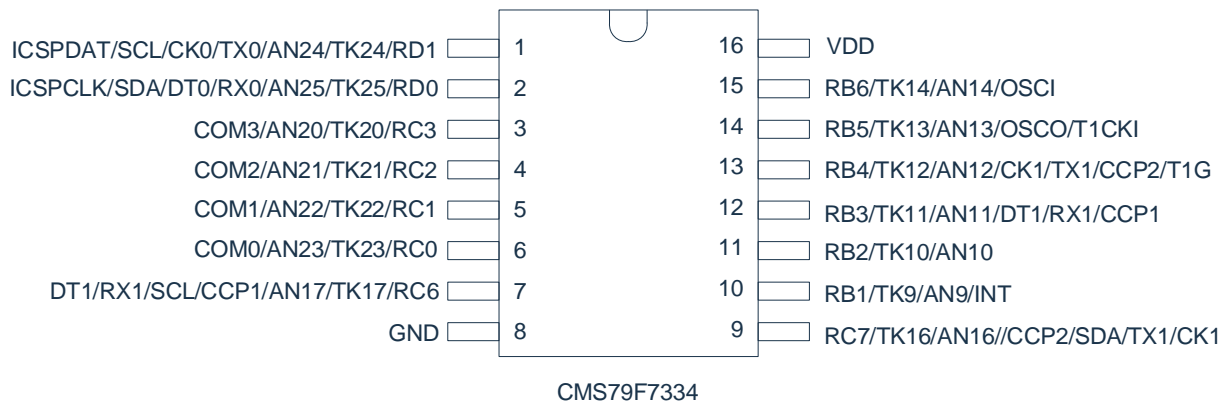 ICSPDAT/SCL/CK0/TX0/AN24/TK24/RD1 1 16 VDD
ICSPCLK/SDA/DT0/RX0/AN25/TK25/RD0 2 15 RB6/TK14/AN14/OSCI
COM3/AN20/TK20/RC3 3 14 RB5/TK13/AN13/OSCO/T1CKI
COM2/AN21/TK21/RC2 4 13 RB4/TK12/AN12/CK1/TX1/CCP2/T1G
COM1/AN22/TK22/RC1 5 12 RB3/TK11/AN11/DT1/RX1/CCP1
COM0/AN23/TK23/RC0 6 11 RB2/TK10/AN10
DT1/RX1/SCL/CCP1/AN17/TK17/RC6 7 10 RB1/TK9/AN9/INT
GND 8 9 RC7/TK16/AN16//CCP2/SDA/TX1/CK1
CMS79F7334